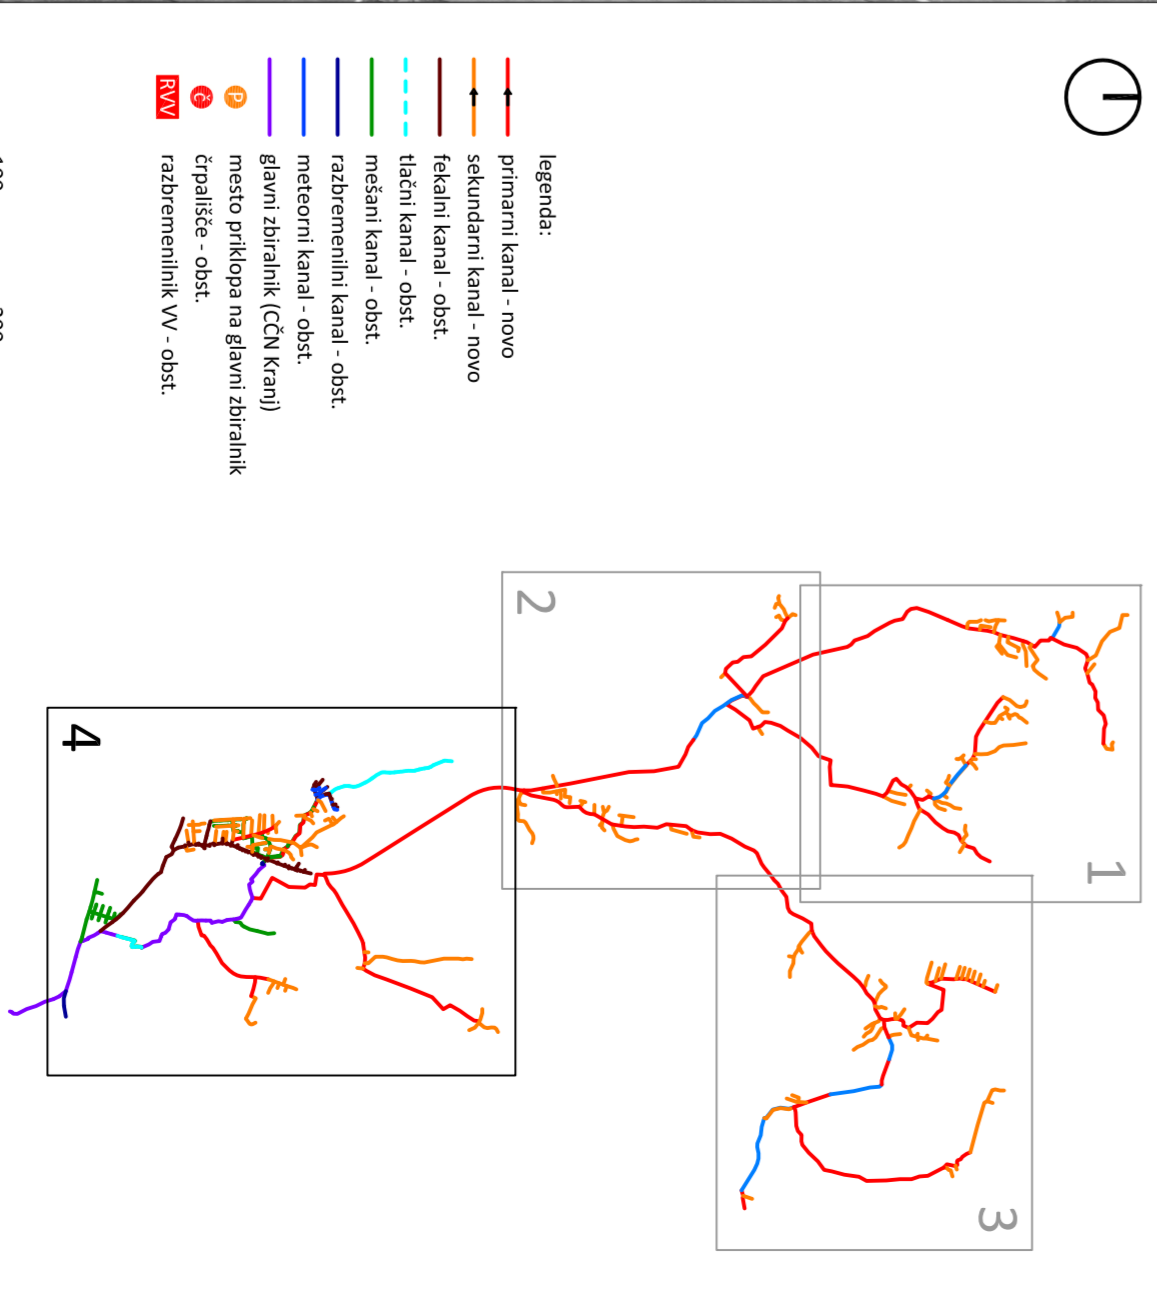 legenda:
primarni kanal - novo
sekundarni kanal - novo
fekalni kanal - obst.
tlačni kanal - obst.
mešani kanal - obst.
razbremenilni kanal - obst.
meteorni kanal - obst.
glavni zbiralnik (CČN Kranj)
P mesto priklopa na glavni zbiralnik
Č črpališče - obst.
RVV razbremenilnik VV - obst.
1
2
3
4